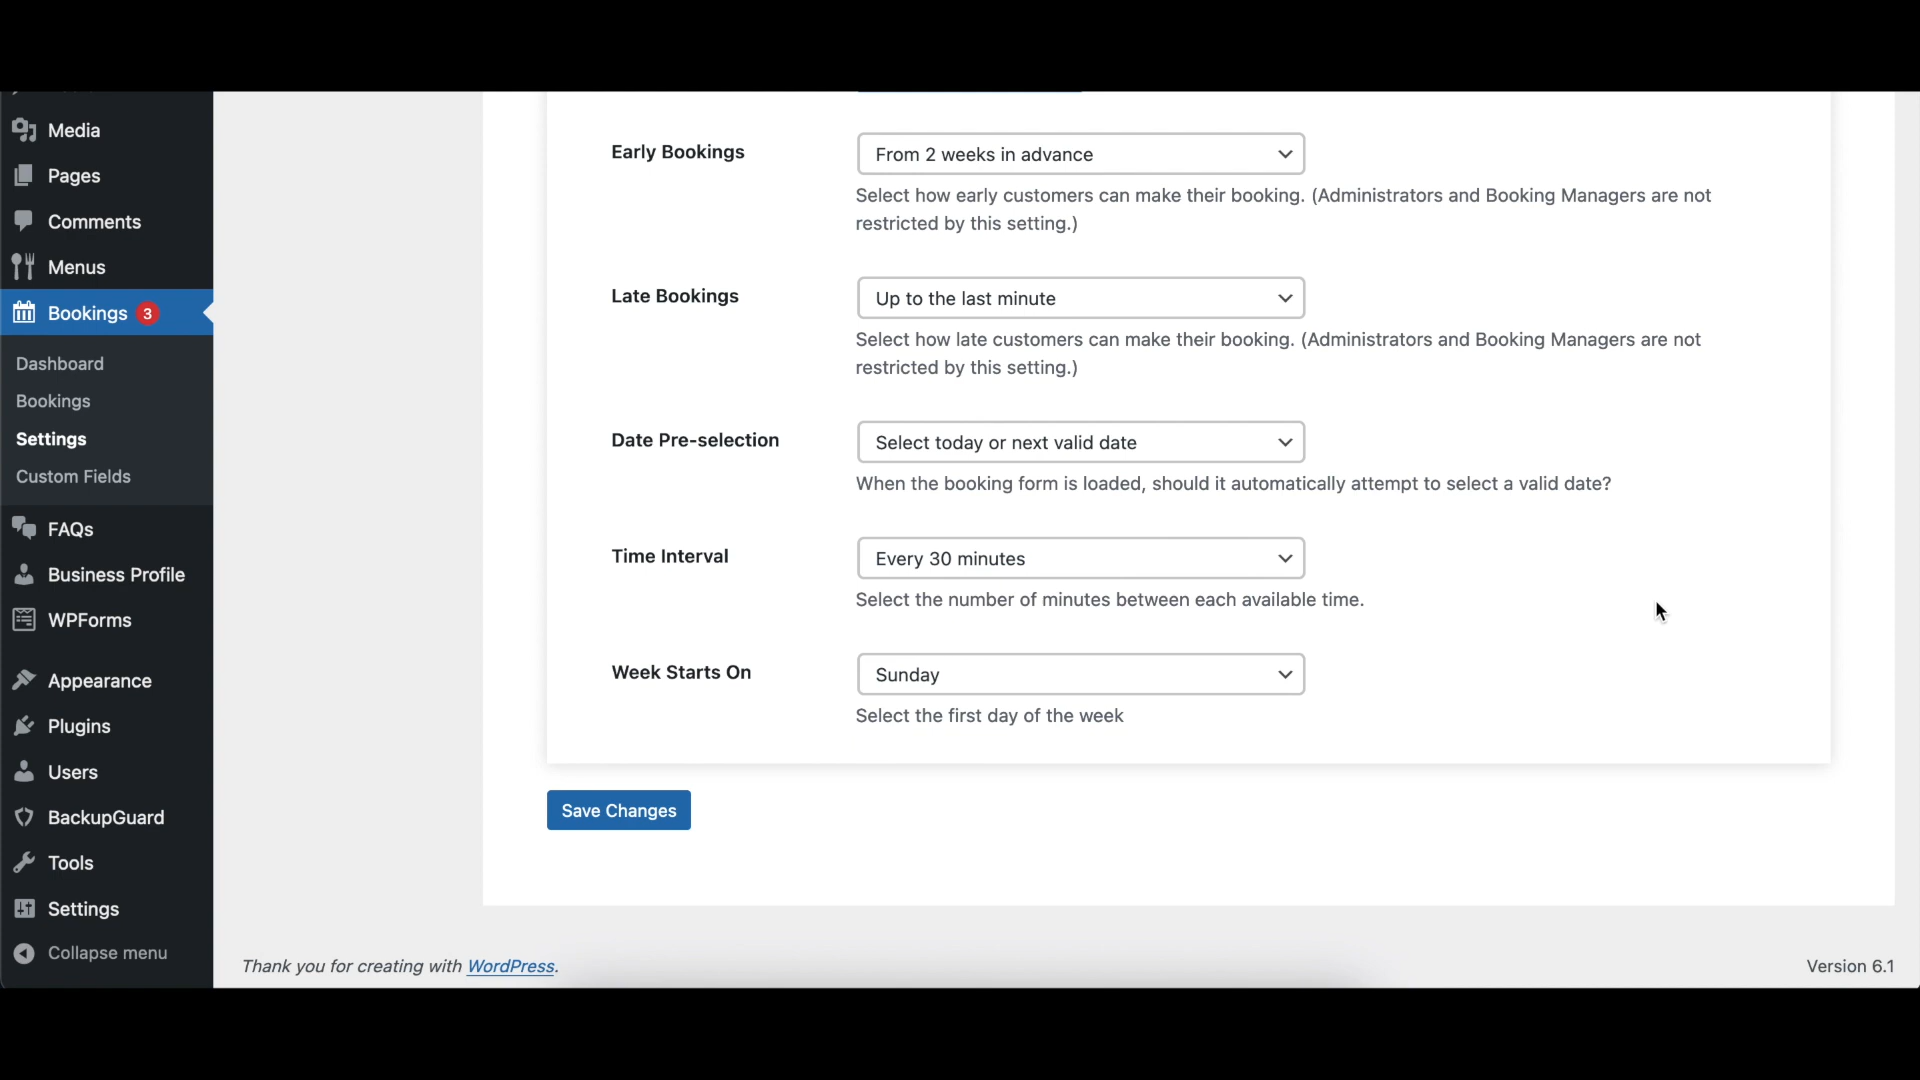 Media
Pages
Comments
Menus
Bookings 3
Dashboard
Bookings
Settings
Custom Fields
FAQs
Business Profile
WPForms
Appearance
Plugins
Users
BackupGuard
Tools
Settings
Collapse menu
Early Bookings
From 2 weeks in advance
Select how early customers can make their booking. (Administrators and Booking Managers are not
restricted by this setting.)
Late Bookings
Up to the last minute
Select how late customers can make their booking. (Administrators and Booking Managers are not
restricted by this setting.)
Date Pre-selection
Select today or next valid date
When the booking form is loaded, should it automatically attempt to select a valid date?
Time Interval
Every 30 minutes
Select the number of minutes between each available time.
Week Starts On
Sunday
Select the first day of the week
Save Changes
Thank you for creating with WordPress.
Version 6.1